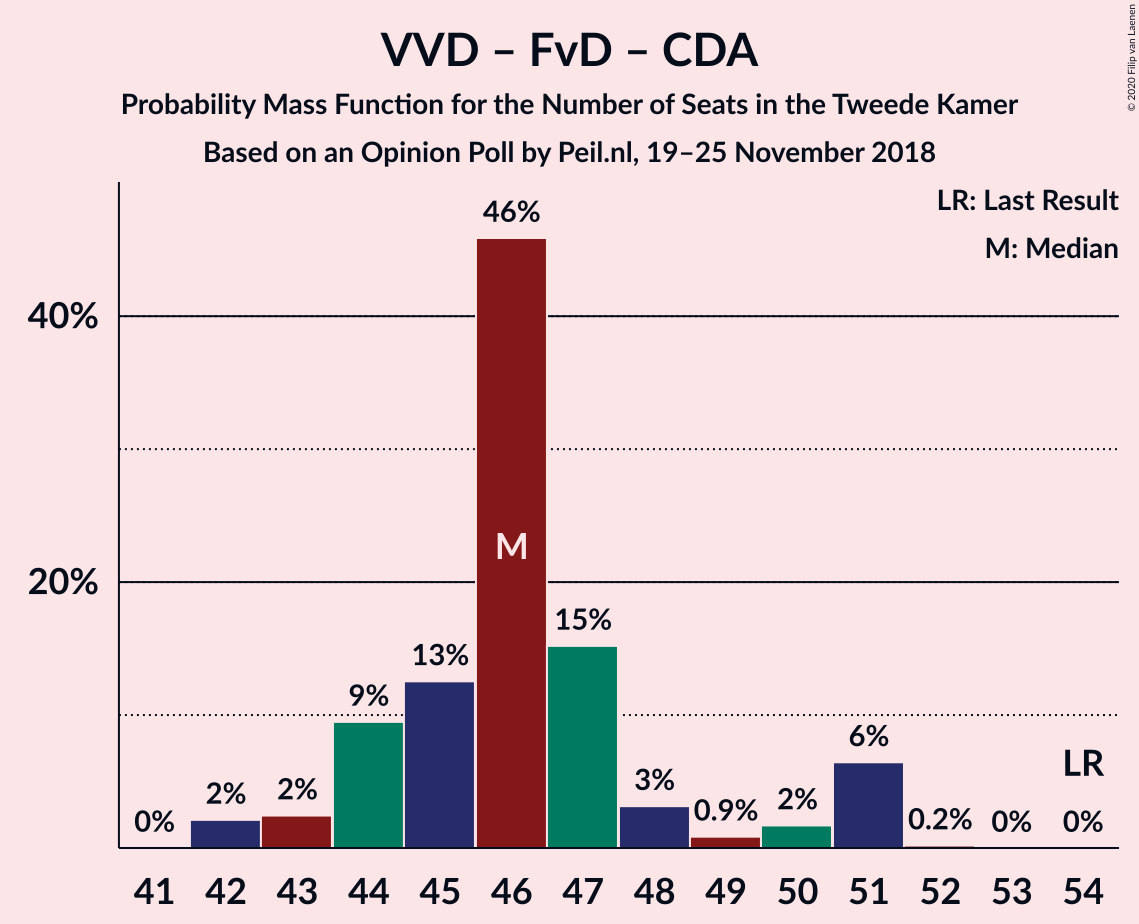 VVD – FvD – CDA
Probability Mass Function for the Number of Seats in the Tweede Kamer
Based on an Opinion Poll by Peil.nl, 19–25 November 2018
© 2020 Filip van Laenen
LR: Last Result
M: Median
40%
20%
0% 2% 2% 9% 13% 46% 15% 3% 0.9% 2% 6% 0.2% 0% 0%
M
LR
41 42 43 44 45 46 47 48 49 50 51 52 53 54